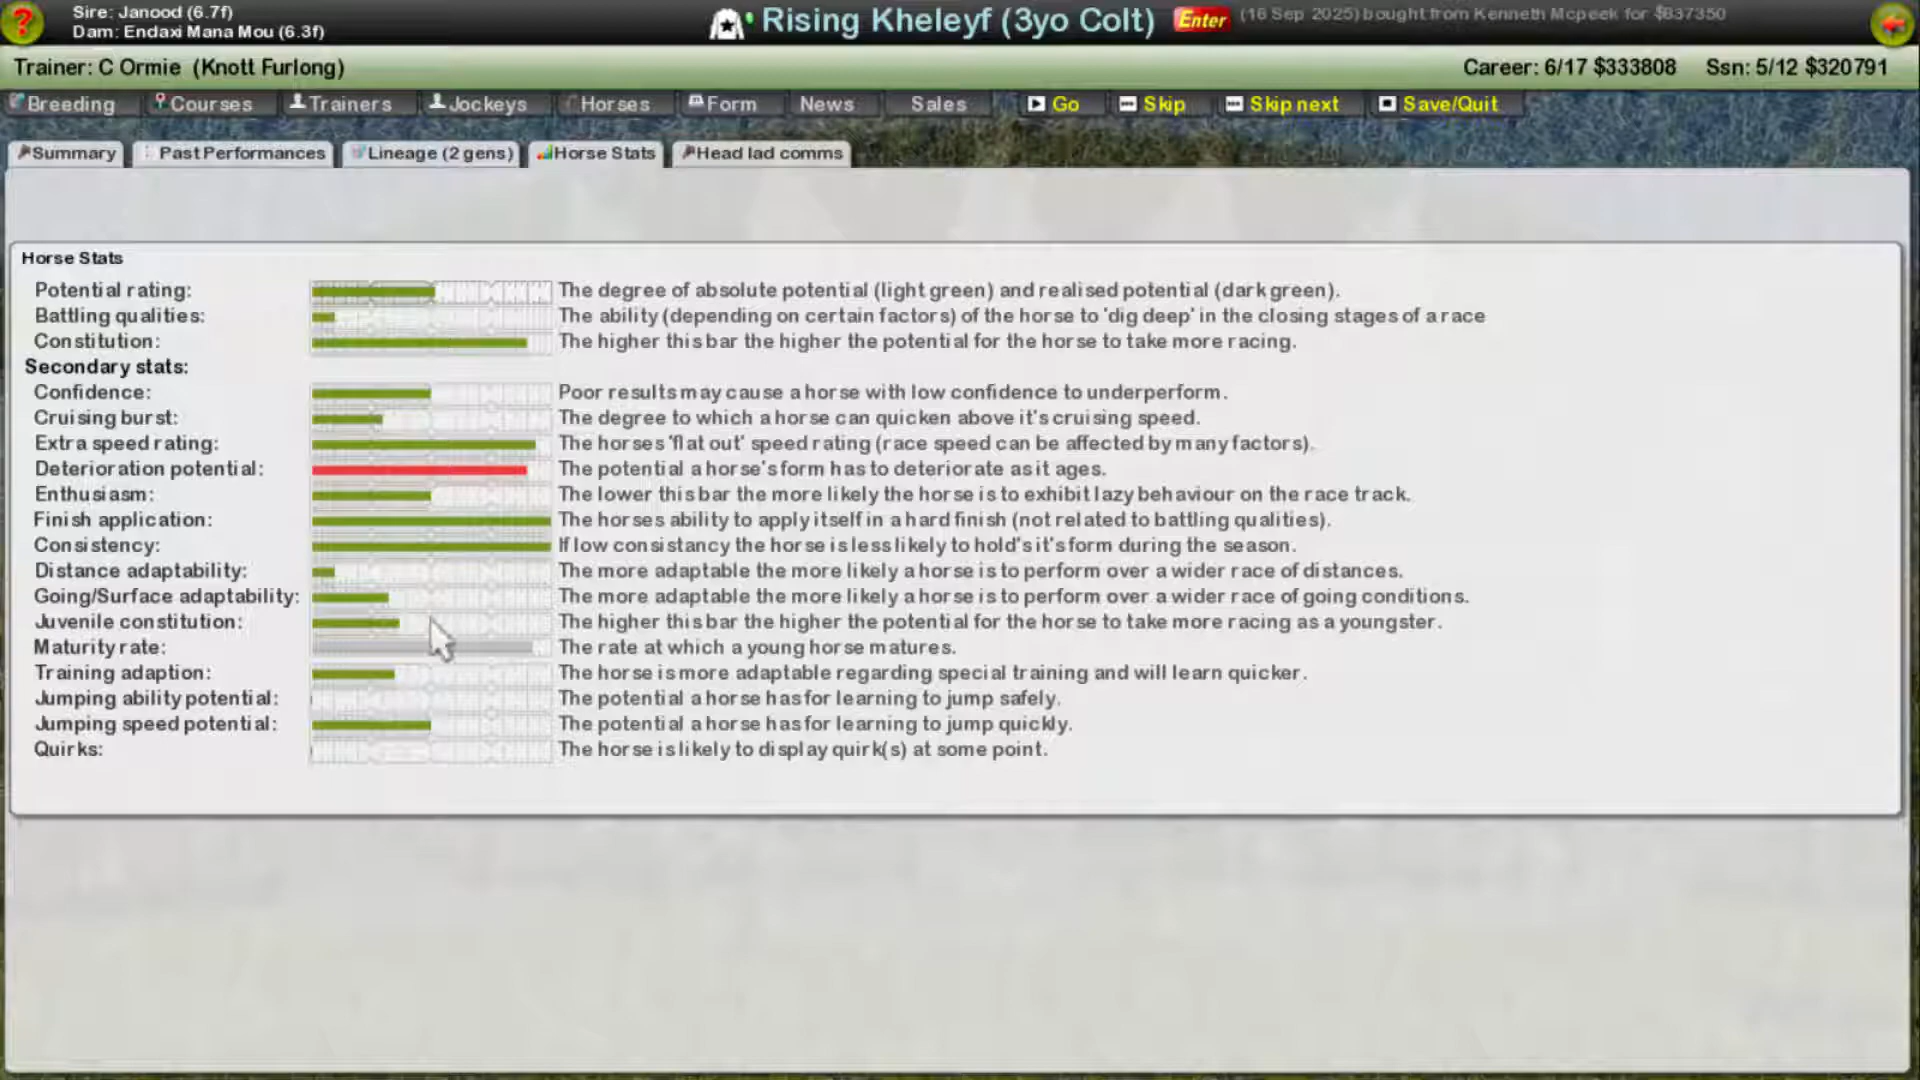 Sire: Janood (6.7f)
Dam: Endaxi Mana Mou (6.3f)
Rising Kheleyf (3yo Colt) Enter (16 Sep 2025) bought from Kenneth Mcpeek for $837350
Trainer: C Ormie (Knott Furlong) Career: 6/17 $333808 Ssn: 5/12 $320791
Breeding Courses Trainers Jockeys Horses Form News Sales Go Skip Skip next Save/Quit
Summary Past Performances Lineage (2 gens) Horse Stats Head lad comms
Horse Stats
Potential rating: The degree of absolute potential (light green) and realised potential (dark green).
Battling qualities: The ability (depending on certain factors) of the horse to 'dig deep' in the closing stages of a race
Constitution: The higher this bar the higher the potential for the horse to take more racing.
Secondary stats:
Confidence: Poor results may cause a horse with low confidence to underperform.
Cruising burst: The degree to which a horse can quicken above it's cruising speed.
Extra speed rating: The horses 'flat out' speed rating (race speed can be affected by many factors).
Deterioration potential: The potential a horse's form has to deteriorate as it ages.
Enthusiasm: The lower this bar the more likely the horse is to exhibit lazy behaviour on the race track.
Finish application: The horses ability to apply itself in a hard finish (not related to battling qualities).
Consistency: If low consistancy the horse is less likely to hold's it's form during the season.
Distance adaptability: The more adaptable the more likely a horse is to perform over a wider race of distances.
Going/Surface adaptability: The more adaptable the more likely a horse is to perform over a wider race of going conditions.
Juvenile constitution: The higher this bar the higher the potential for the horse to take more racing as a youngster.
Maturity rate: The rate at which a young horse matures.
Training adaption: The horse is more adaptable regarding special training and will learn quicker.
Jumping ability potential: The potential a horse has for learning to jump safely.
Jumping speed potential: The potential a horse has for learning to jump quickly.
Quirks: The horse is likely to display quirk(s) at some point.